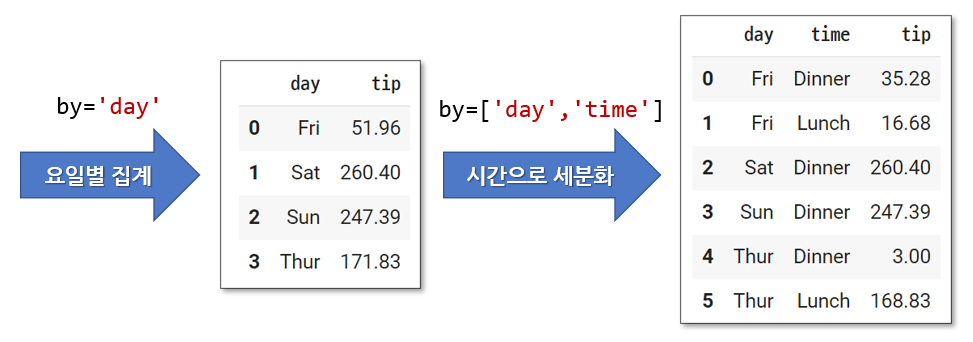 by='day'
요일별 집계
day tip
0 Fri 51.96
1 Sat 260.40
2 Sun 247.39
3 Thur 171.83
by=['day','time']
시간으로 세분화
day time tip
0 Fri Dinner 35.28
1 Fri Lunch 16.68
2 Sat Dinner 260.40
3 Sun Dinner 247.39
4 Thur Dinner 3.00
5 Thur Lunch 168.83